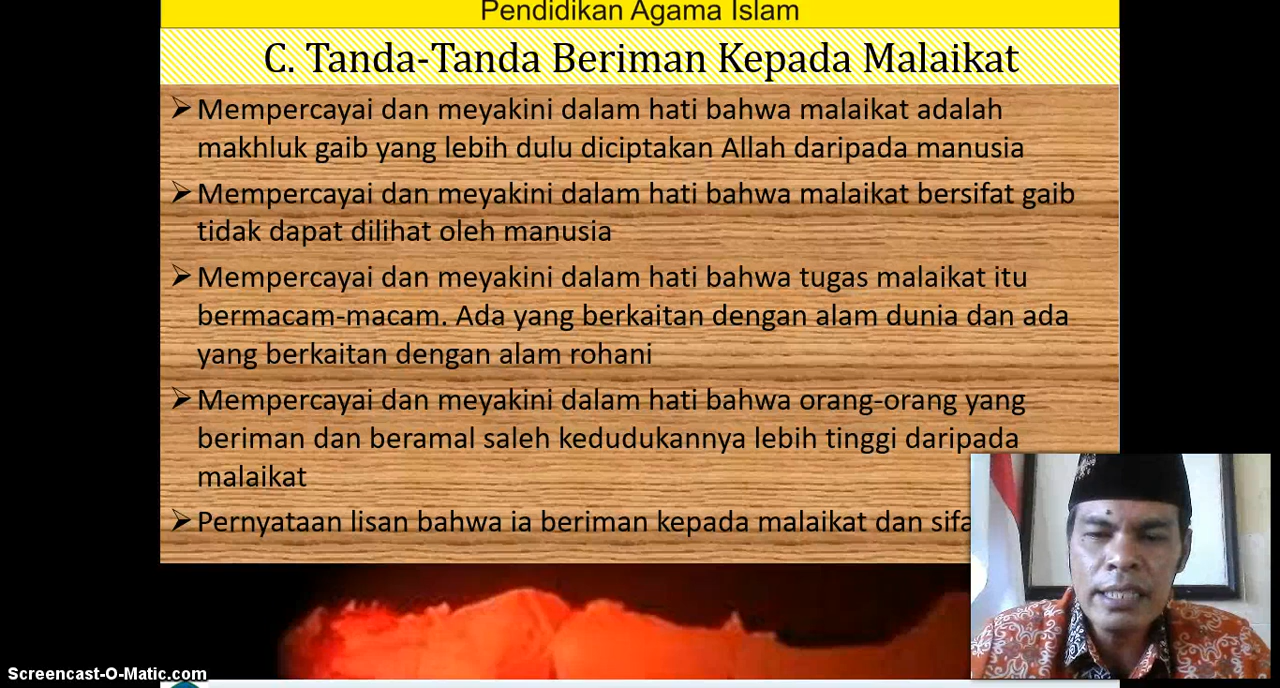 Pendidikan Agama Islam
C. Tanda-Tanda Beriman Kepada Malaikat
➢ Mempercayai dan meyakini dalam hati bahwa malaikat adalah
makhluk gaib yang lebih dulu diciptakan Allah daripada manusia
➢ Mempercayai dan meyakini dalam hati bahwa malaikat bersifat gaib
tidak dapat dilihat oleh manusia
➢ Mempercayai dan meyakini dalam hati bahwa tugas malaikat itu
bermacam-macam. Ada yang berkaitan dengan alam dunia dan ada
yang berkaitan dengan alam rohani
➢ Mempercayai dan meyakini dalam hati bahwa orang-orang yang
beriman dan beramal saleh kedudukannya lebih tinggi daripada
malaikat
➢ Pernyataan lisan bahwa ia beriman kepada malaikat dan
Screencast-O-Matic.com